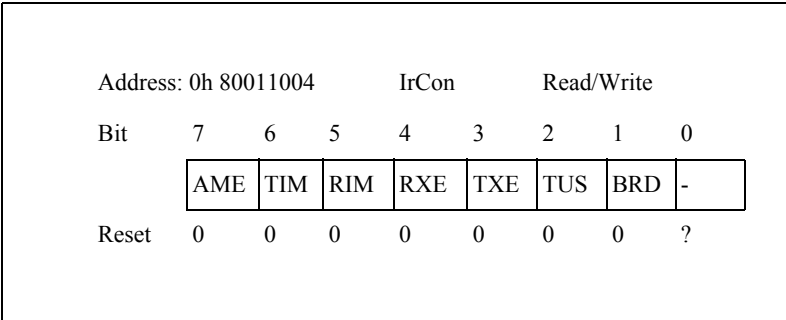 Address: 0h 80011004 IrCon Read/Write
Bit 7 6 5 4 3 2 1 0
AME TIM RIM RXE TXE TUS BRD -
Reset 0 0 0 0 0 0 0 ?